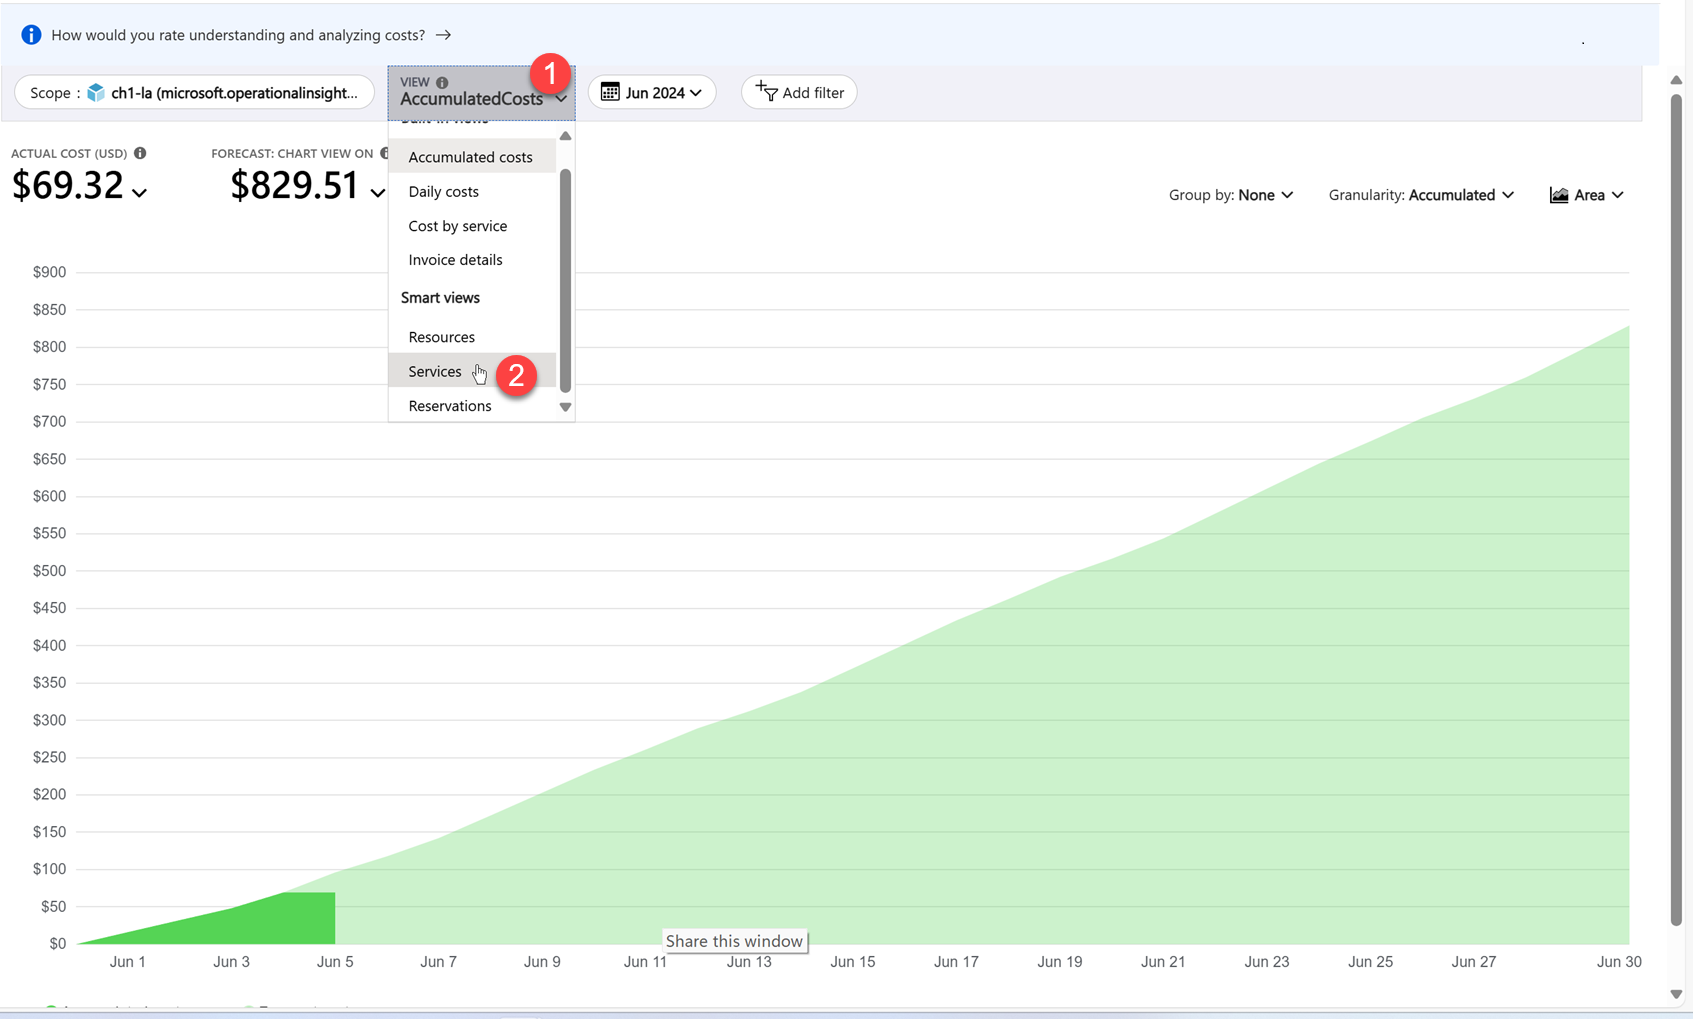 How would you rate understanding and analyzing costs? →
Scope : ch1-la (microsoft.operationalinsight...
VIEW
AccumulatedCosts
1
Jun 2024
Add filter
ACTUAL COST (USD)
$69.32
FORECAST: CHART VIEW ON
$829.51
Built-in views
Accumulated costs
Daily costs
Cost by service
Invoice details
Smart views
Resources
Services
2
Reservations
Group by: None
Granularity: Accumulated
Area
$900
$850
$800
$750
$700
$650
$600
$550
$500
$450
$400
$350
$300
$250
$200
$150
$100
$50
$0
Share this window
Jun 1
Jun 3
Jun 5
Jun 7
Jun 9
Jun 11
Jun 13
Jun 15
Jun 17
Jun 19
Jun 21
Jun 23
Jun 25
Jun 27
Jun 30